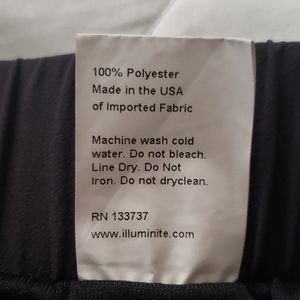 100% Polyester
Made in the USA
of Imported Fabric
Machine wash cold
water. Do not bleach.
Line Dry. Do Not
Iron. Do not dryclean.
RN 133737
www.illuminite.com